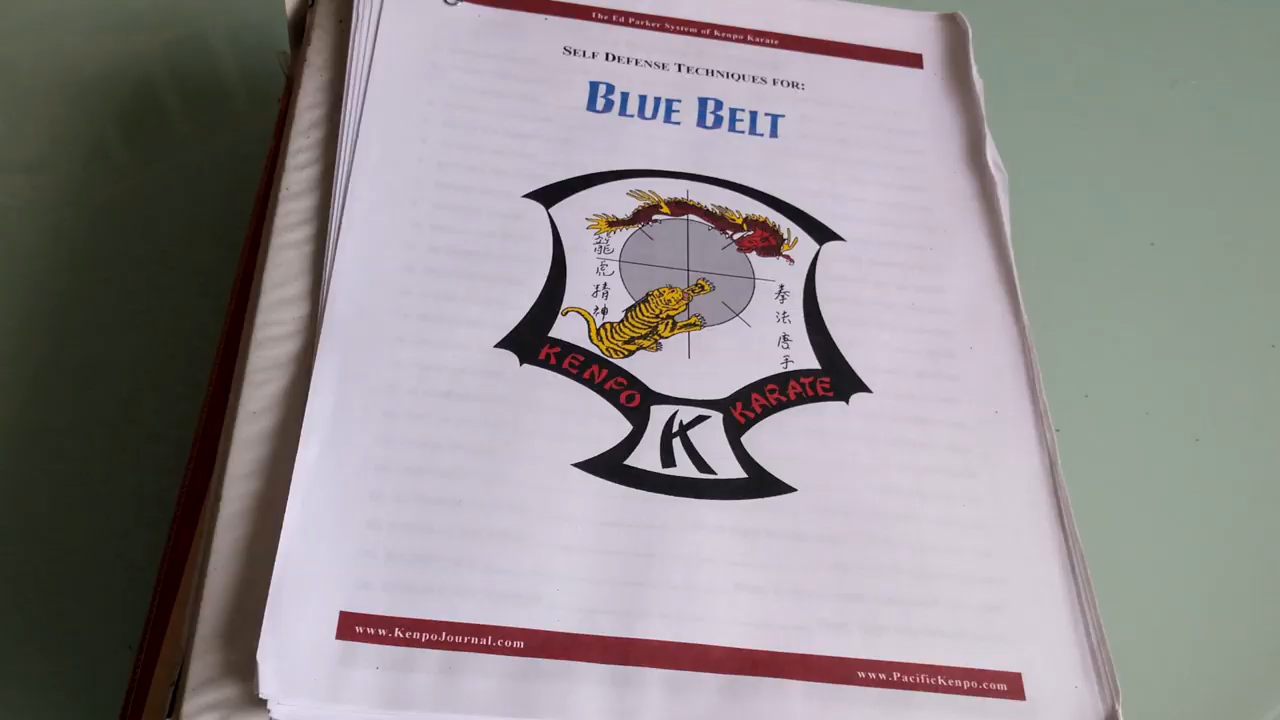 The Ed Parker System of Kenpo Karate
SELF DEFENSE TECHNIQUES FOR:
BLUE BELT
龍虎精神
拳法唐手
KENPO KARATE
K
www.KenpoJournal.com
www.PacificKenpo.com